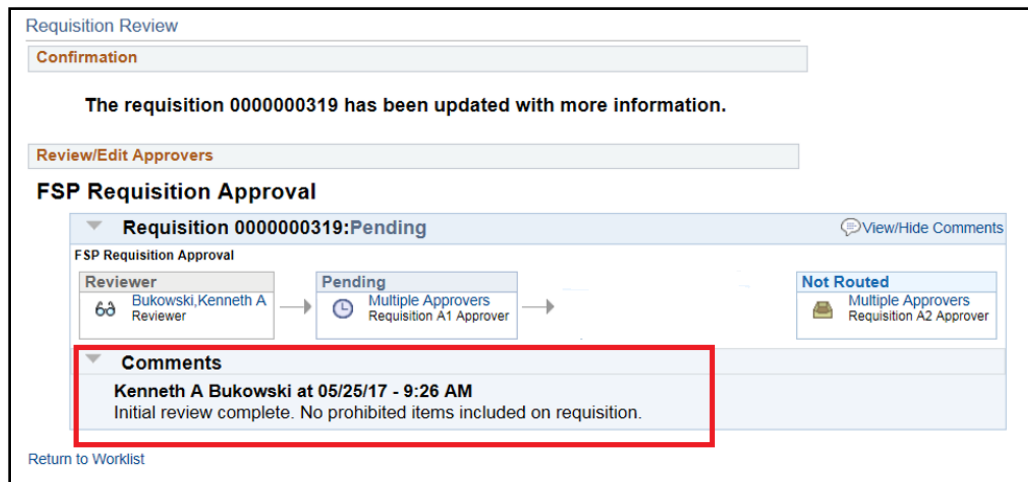 Requisition Review
Confirmation
The requisition 0000000319 has been updated with more information.
Review/Edit Approvers
FSP Requisition Approval
Requisition 0000000319:Pending
View/Hide Comments
FSP Requisition Approval
Reviewer
Bukowski,Kenneth A
Reviewer
Pending
Multiple Approvers
Requisition A1 Approver
Not Routed
Multiple Approvers
Requisition A2 Approver
Comments
Kenneth A Bukowski at 05/25/17 - 9:26 AM
Initial review complete. No prohibited items included on requisition.
Return to Worklist